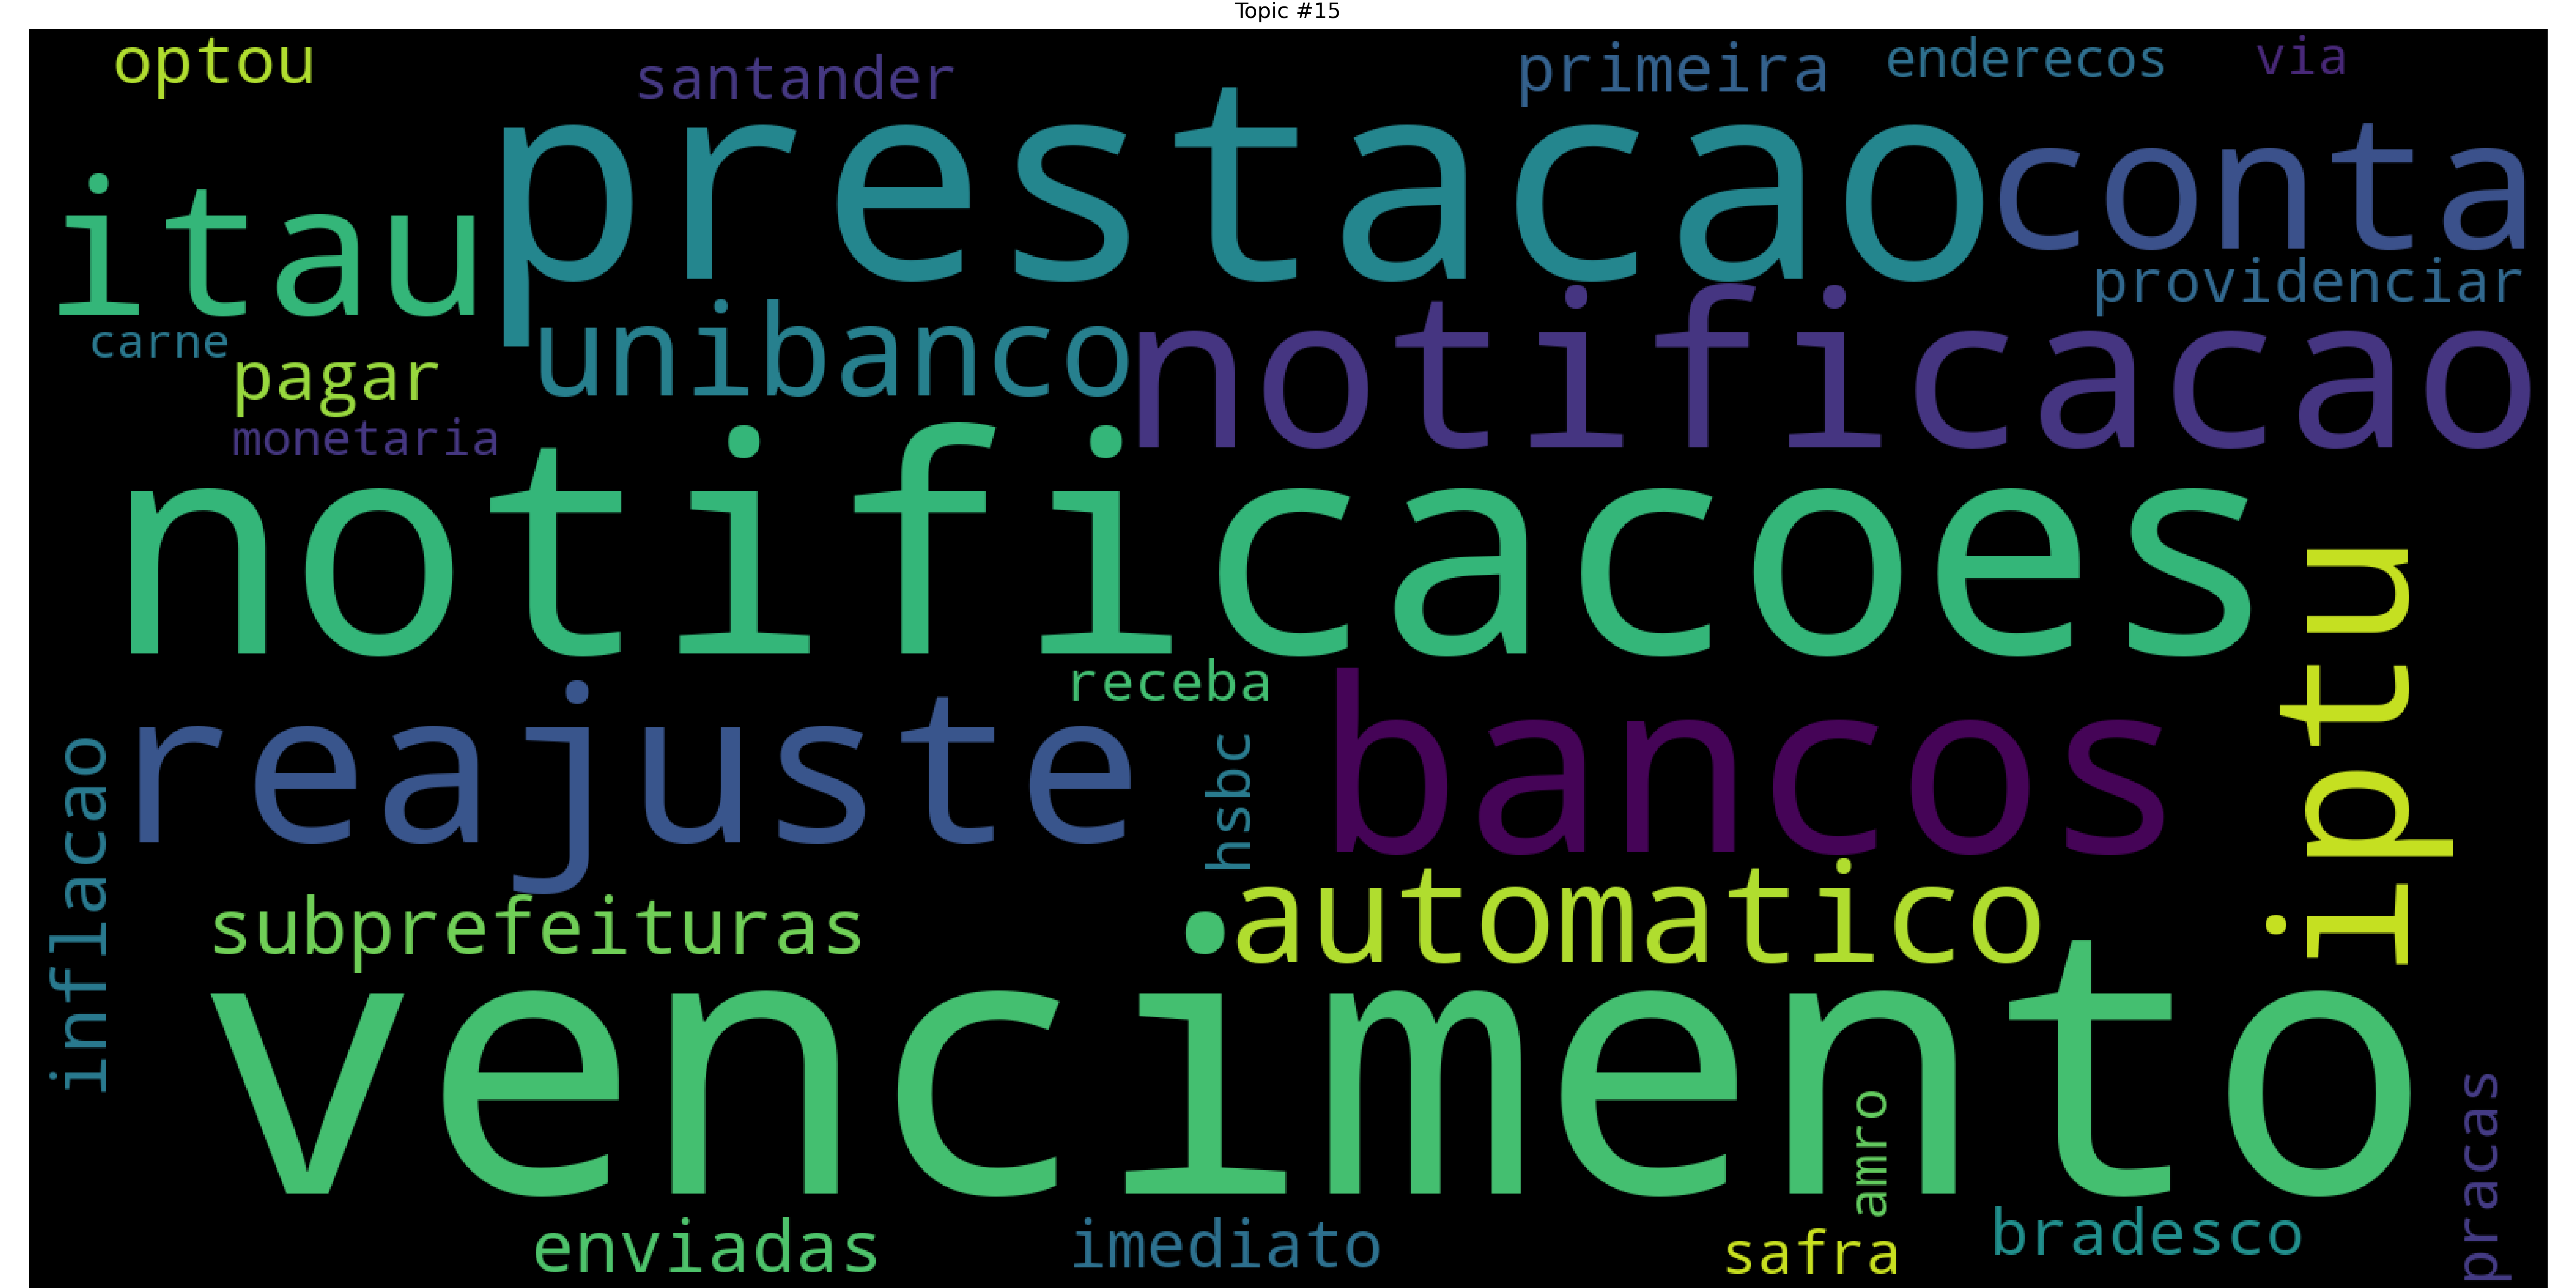 Topic #15
optou
santander
primeira
enderecos
via
prestacao
conta
itau
providenciar
carne
unibanco
notificacao
pagar
monetaria
notificacoes
iptu
receba
reajuste
hsbc
bancos
inflacao
automatico
subprefeituras
vencimento
amro
pracas
enviadas
imediato
safra
bradesco